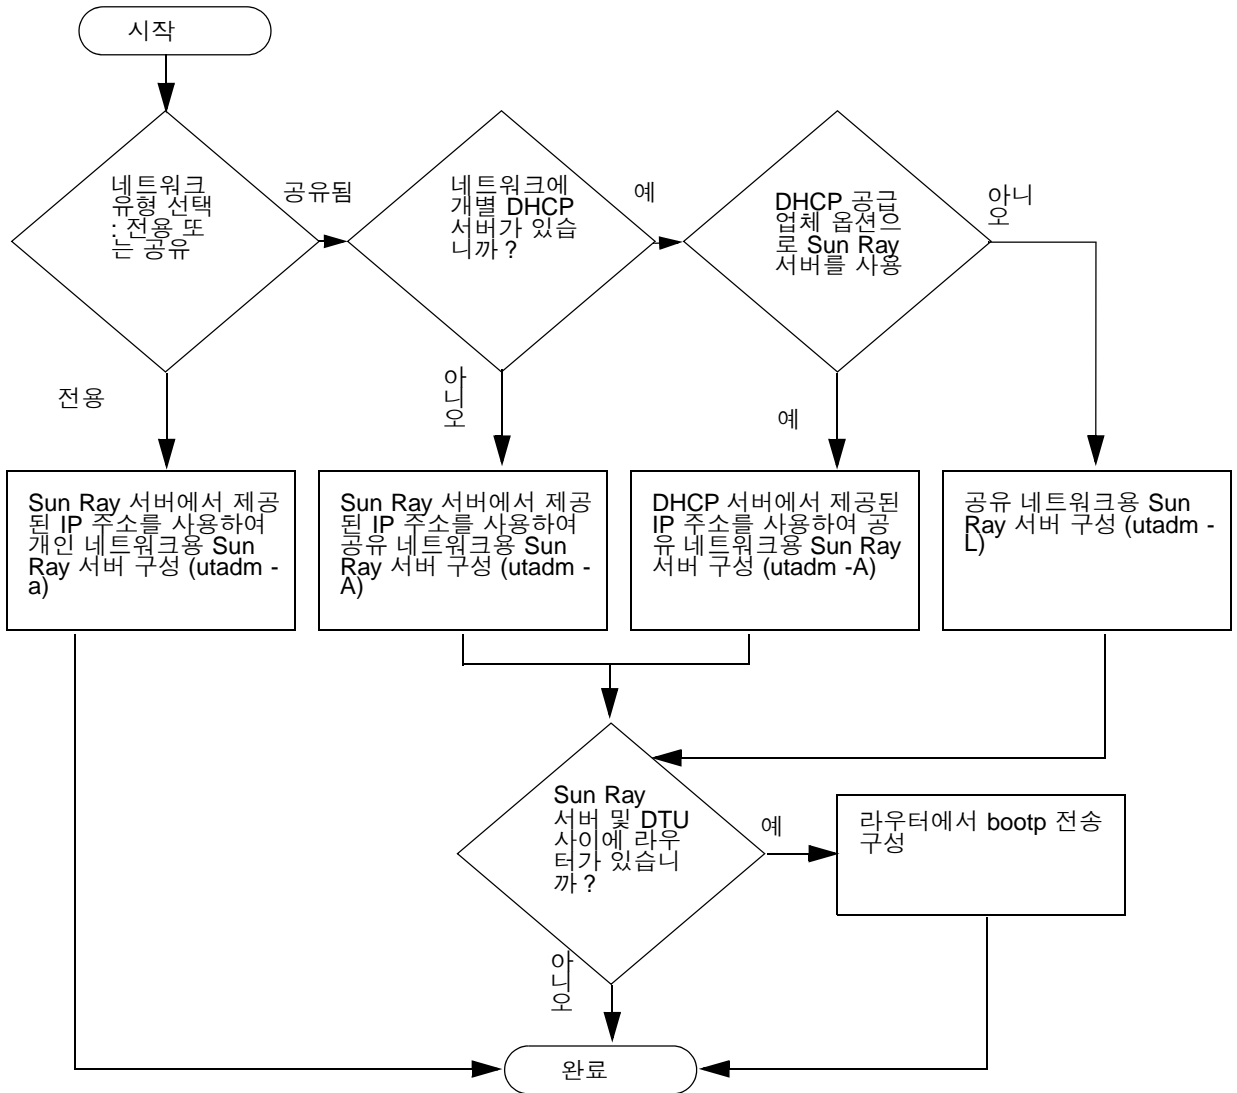 시작
네트워크
유형 선택
: 전용 또
는 공유
공유됨
네트워크에
개별 DHCP
서버가 있습
니까 ?
예
DHCP 공급
업체 옵션으
로 Sun Ray
서버를 사용
아니
오
전용
아
니
오
예
Sun Ray 서버에서 제공
된 IP 주소를 사용하여
개인 네트워크용 Sun
Ray 서버 구성 (utadm -
a)
Sun Ray 서버에서 제공
된 IP 주소를 사용하여
공유 네트워크용 Sun
Ray 서버 구성 (utadm -
A)
DHCP 서버에서 제공된
IP 주소를 사용하여 공
유 네트워크용 Sun Ray
서버 구성 (utadm -A)
공유 네트워크용 Sun
Ray 서버 구성 (utadm -
L)
Sun Ray
서버 및 DTU
사이에 라우
터가 있습니
까 ?
예
라우터에서 bootp 전송
구성
아
니
오
완료